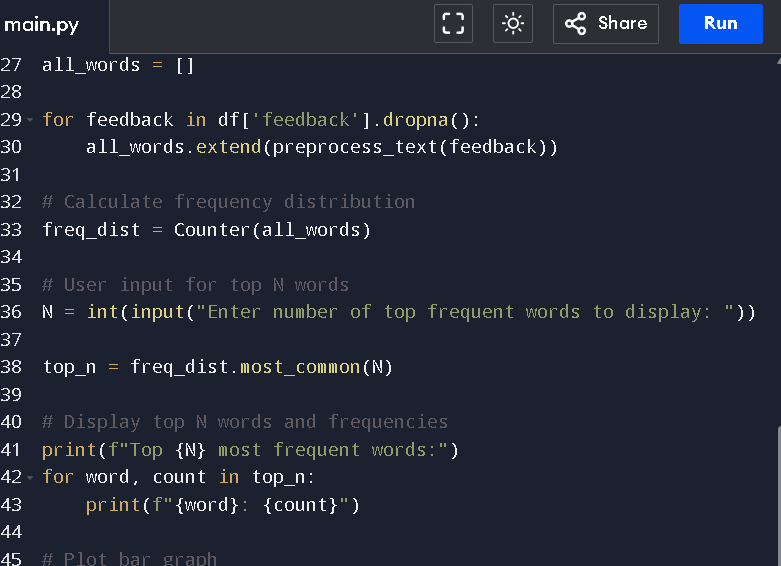 main.py
Share
Run
27 all_words = []
28
29 for feedback in df['feedback'].dropna():
30     all_words.extend(preprocess_text(feedback))
31
32 # Calculate frequency distribution
33 freq_dist = Counter(all_words)
34
35 # User input for top N words
36 N = int(input("Enter number of top frequent words to display: "))
37
38 top_n = freq_dist.most_common(N)
39
40 # Display top N words and frequencies
41 print(f"Top {N} most frequent words:")
42 for word, count in top_n:
43     print(f"{word}: {count}")
44
45 # Plot bar graph